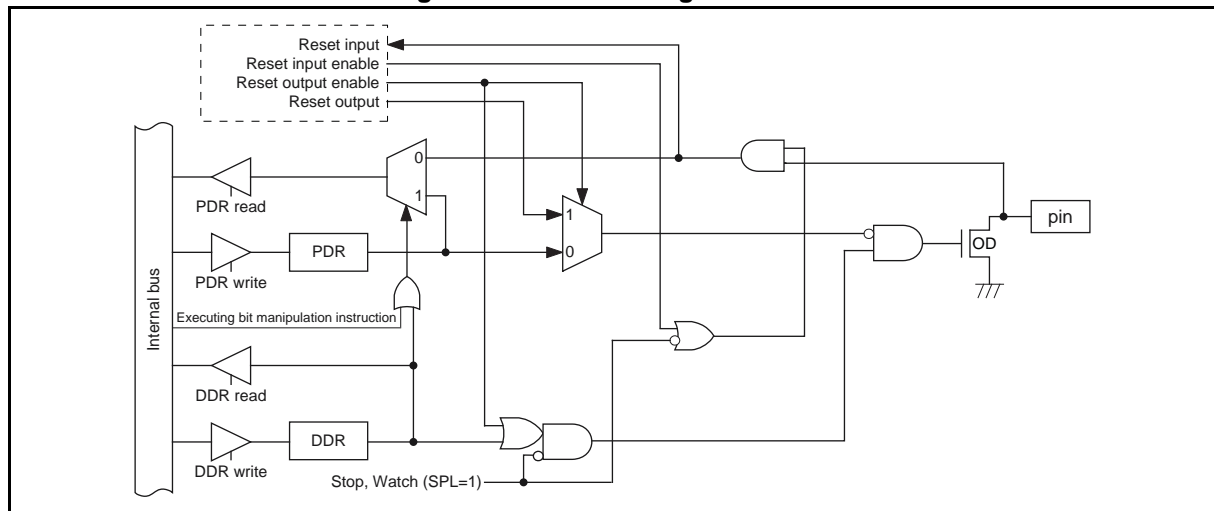 Reset input
Reset input enable
Reset output enable
Reset output
0
1
PDR read
1
pin
0
OD
PDR
PDR write
Internal bus
Executing bit manipulation instruction
DDR read
DDR
DDR write
Stop, Watch (SPL=1)